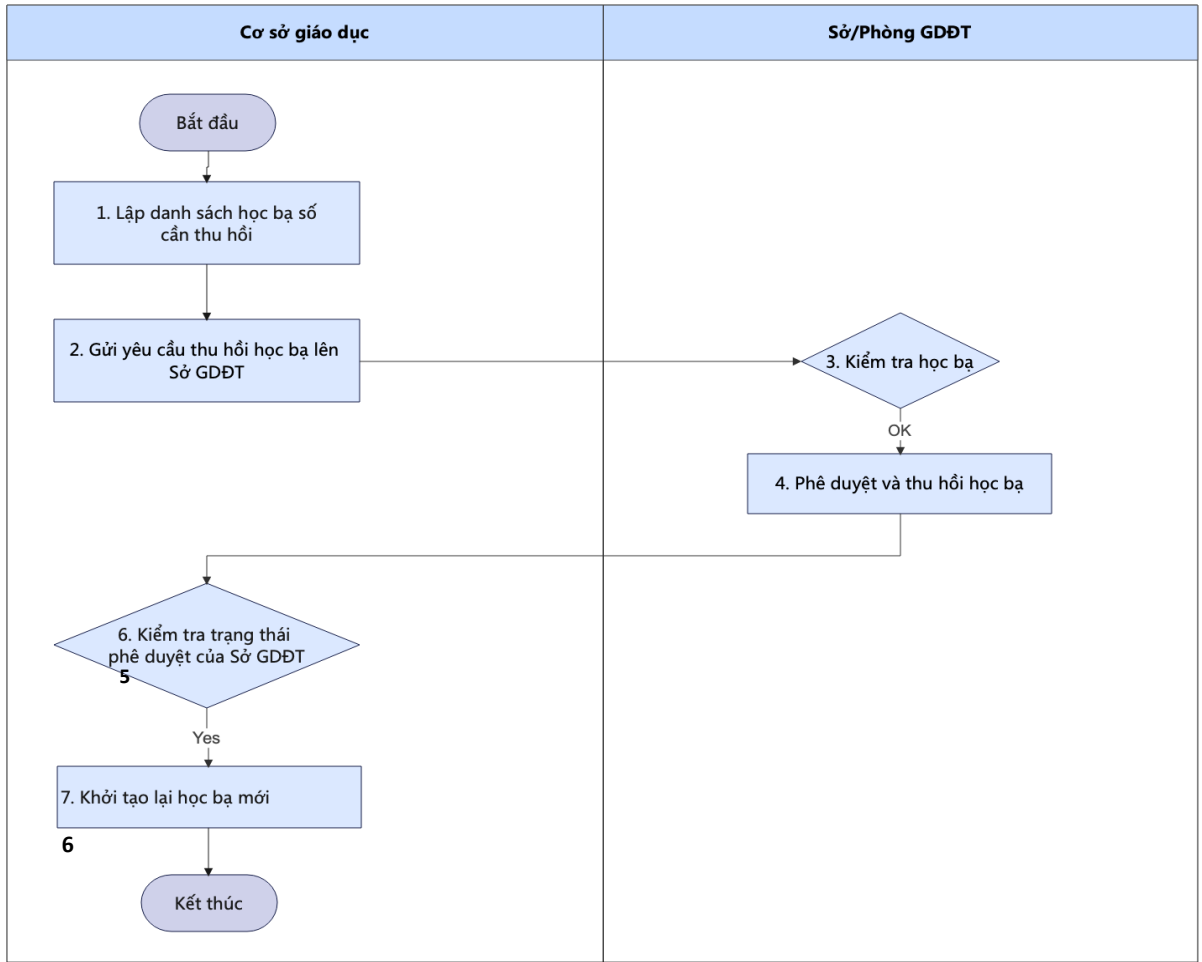 Cơ sở giáo dục
Sở/Phòng GDĐT
Bắt đầu
1. Lập danh sách học bạ số
cần thu hồi
2. Gửi yêu cầu thu hồi học bạ lên
Sở GDĐT
3. Kiểm tra học bạ
OK
4. Phê duyệt và thu hồi học bạ
6. Kiểm tra trạng thái
phê duyệt của Sở GDĐT
5
Yes
7. Khởi tạo lại học bạ mới
6
Kết thúc